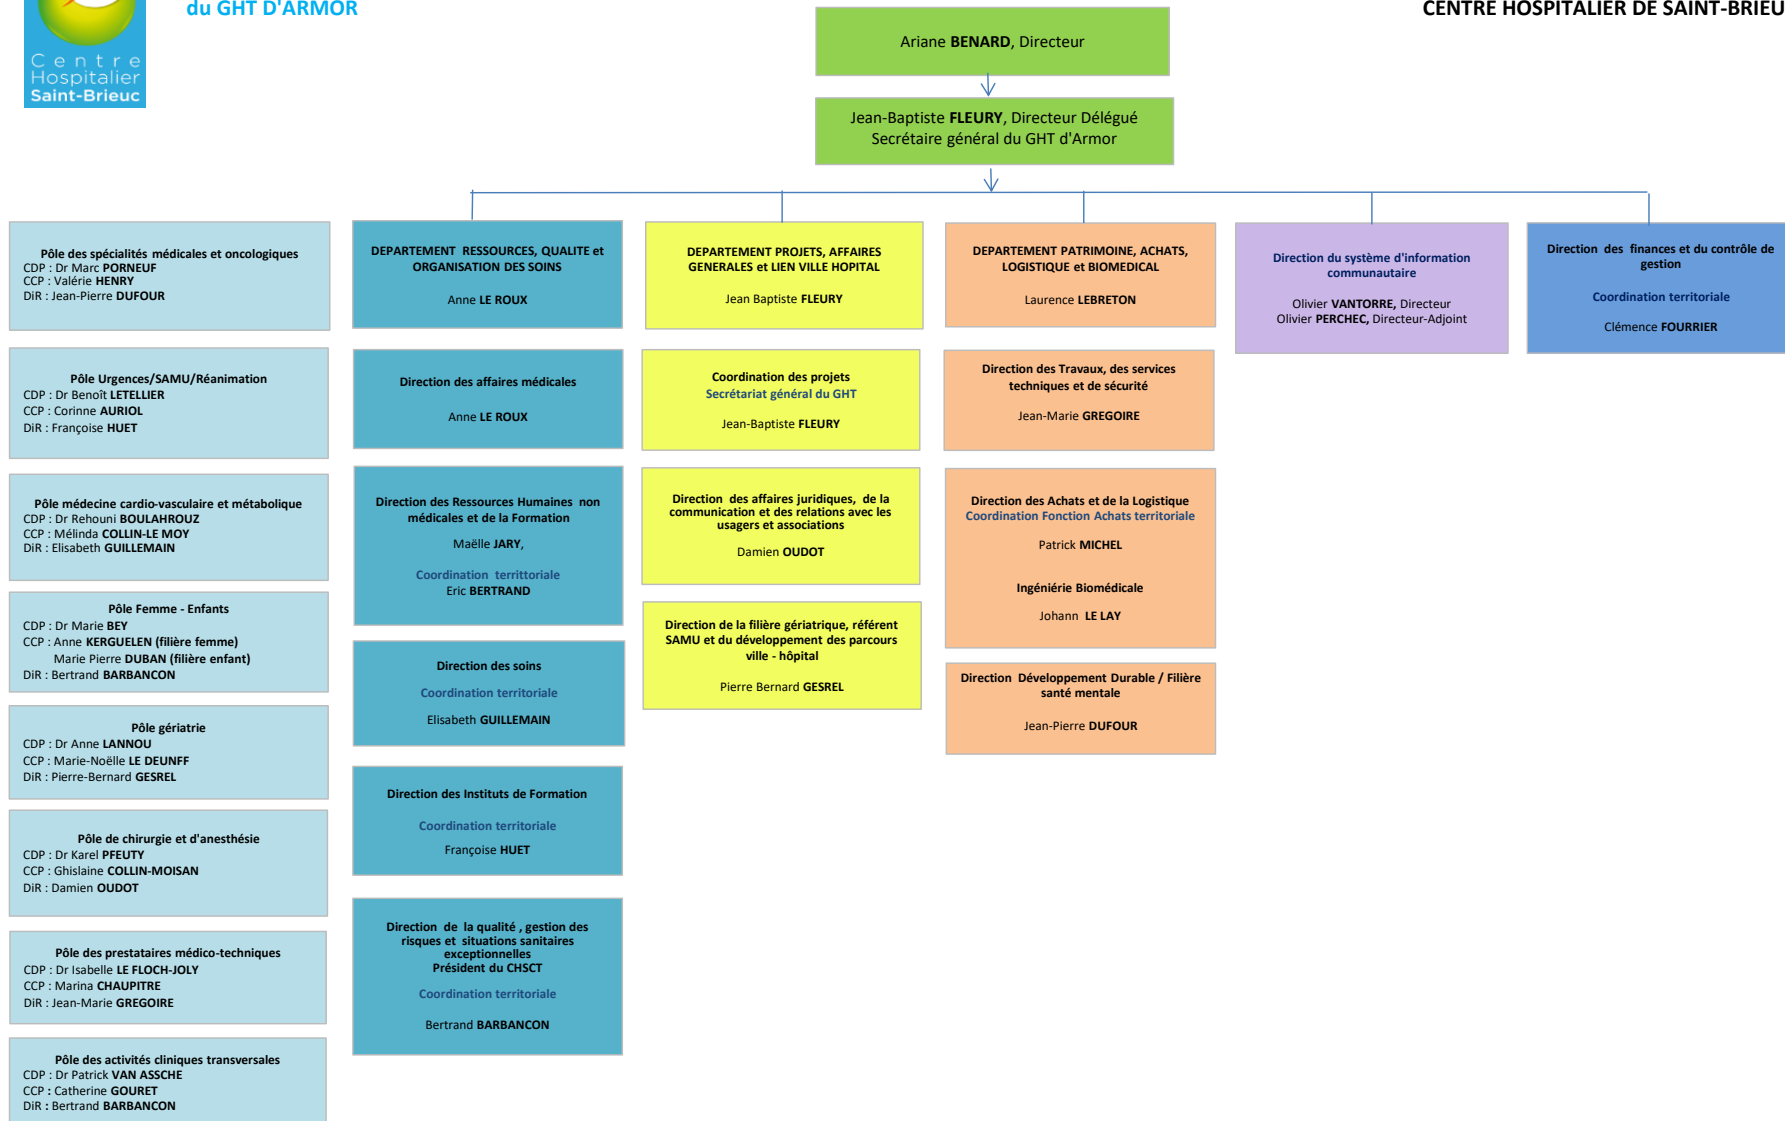 du GHT D'ARMOR
CENTRE HOSPITALIER DE SAINT-BRIEU
Centre
Hospitalier
Saint-Brieuc
Ariane BENARD, Directeur
Jean-Baptiste FLEURY, Directeur Délégué
Secrétaire général du GHT d'Armor
Pôle des spécialités médicales et oncologiques
CDP : Dr Marc PORNEUF
CCP : Valérie HENRY
DiR : Jean-Pierre DUFOUR
Pôle Urgences/SAMU/Réanimation
CDP : Dr Benoît LETELLIER
CCP : Corinne AURIOL
DiR : Françoise HUET
Pôle médecine cardio-vasculaire et métabolique
CDP : Dr Rehouni BOULAHROUZ
CCP : Mélinda COLLIN-LE MOY
DiR : Elisabeth GUILLEMAIN
Pôle Femme - Enfants
CDP : Dr Marie BEY
CCP : Anne KERGUELEN (filière femme)
Marie Pierre DUBAN (filière enfant)
DiR : Bertrand BARBANCON
Pôle gériatrie
CDP : Dr Anne LANNOU
CCP : Marie-Noëlle LE DEUNFF
DiR : Pierre-Bernard GESREL
Pôle de chirurgie et d'anesthésie
CDP : Dr Karel PFEUTY
CCP : Ghislaine COLLIN-MOISAN
DiR : Damien OUDOT
Pôle des prestataires médico-techniques
CDP : Dr Isabelle LE FLOCH-JOLY
CCP : Marina CHAUPITRE
DiR : Jean-Marie GREGOIRE
Pôle des activités cliniques transversales
CDP : Dr Patrick VAN ASSCHE
CCP : Catherine GOURET
DiR : Bertrand BARBANCON
DEPARTEMENT RESSOURCES, QUALITE et
ORGANISATION DES SOINS
Anne LE ROUX
Direction des affaires médicales
Anne LE ROUX
Direction des Ressources Humaines non
médicales et de la Formation
Maëlle JARY,
Coordination territtoriale
Eric BERTRAND
Direction des soins
Coordination territoriale
Elisabeth GUILLEMAIN
Direction des Instituts de Formation
Coordination territoriale
Françoise HUET
Direction de la qualité , gestion des
risques et situations sanitaires
exceptionnelles
Président du CHSCT
Coordination territoriale
Bertrand BARBANCON
DEPARTEMENT PROJETS, AFFAIRES
GENERALES et LIEN VILLE HOPITAL
Jean Baptiste FLEURY
Coordination des projets
Secrétariat général du GHT
Jean-Baptiste FLEURY
Direction des affaires juridiques, de la
communication et des relations avec les
usagers et associations
Damien OUDOT
Direction de la filière gériatrique, référent
SAMU et du développement des parcours
ville - hôpital
Pierre Bernard GESREL
DEPARTEMENT PATRIMOINE, ACHATS,
LOGISTIQUE et BIOMEDICAL
Laurence LEBRETON
Direction des Travaux, des services
techniques et de sécurité
Jean-Marie GREGOIRE
Direction des Achats et de la Logistique
Coordination Fonction Achats territoriale
Patrick MICHEL
Ingéniérie Biomédicale
Johann LE LAY
Direction Développement Durable / Filière
santé mentale
Jean-Pierre DUFOUR
Direction du système d'information
communautaire
Olivier VANTORRE, Directeur
Olivier PERCHEC, Directeur-Adjoint
Direction des finances et du contrôle de
gestion
Coordination territoriale
Clémence FOURRIER